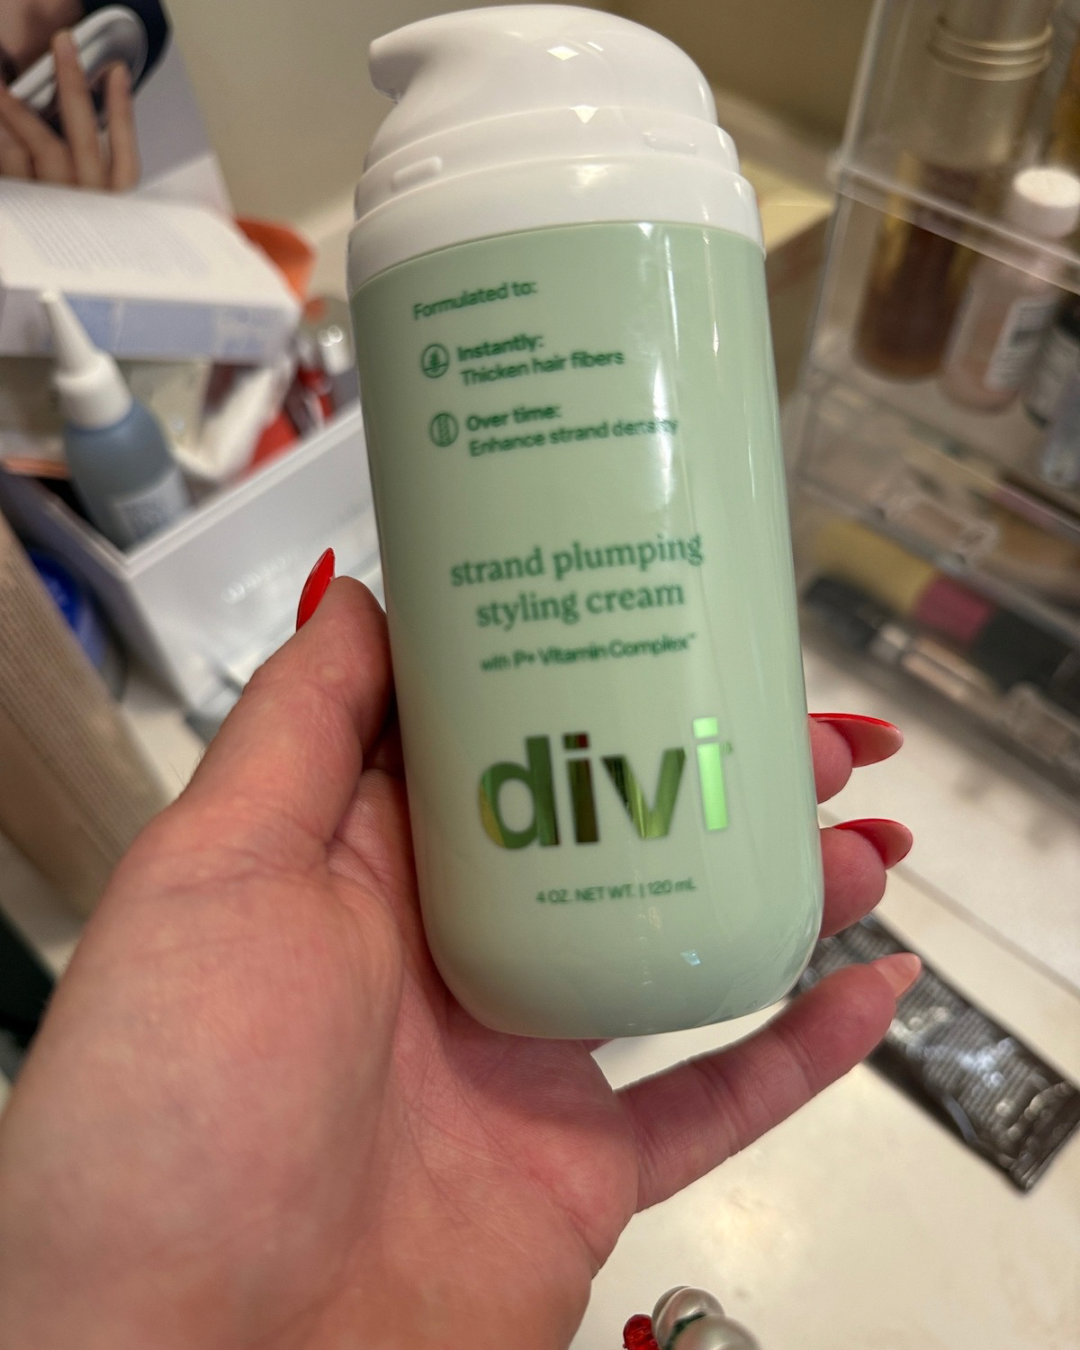 Formulated to:
Instantly:
Thicken hair fibers
Over time:
Enhance strand density
strand plumping
styling cream
with P+ Vitamin Complex™
divi
4 OZ. NET WT. | 120 mL